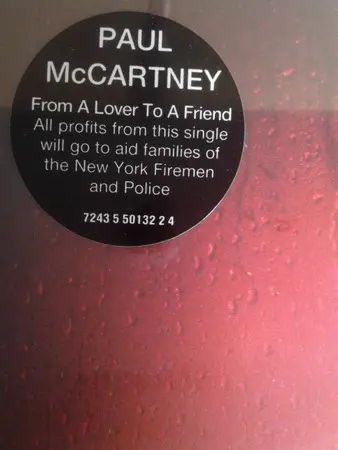 PAUL
McCARTNEY
From A Lover To A Friend
All profits from this single
will go to aid families of
the New York Firemen
and Police
7243 5 50132 2 4